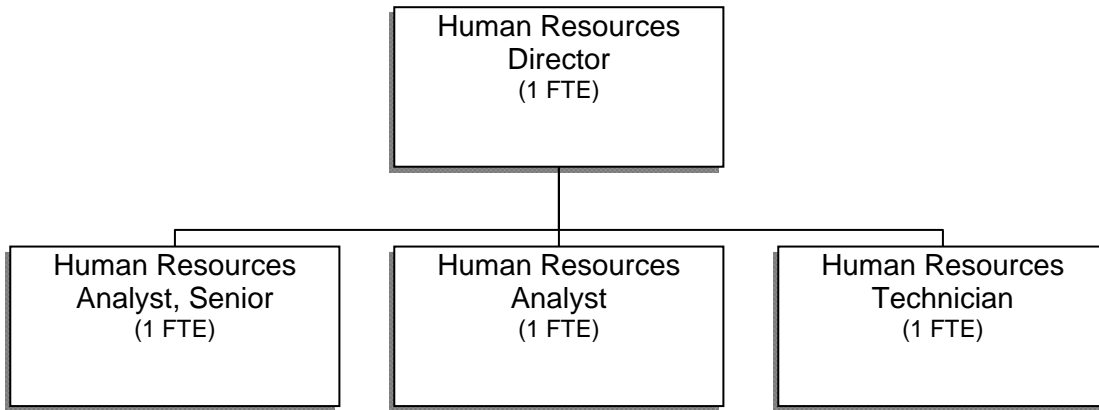 Human Resources
Director
(1 FTE)
Human Resources
Analyst, Senior
(1 FTE)
Human Resources
Analyst
(1 FTE)
Human Resources
Technician
(1 FTE)